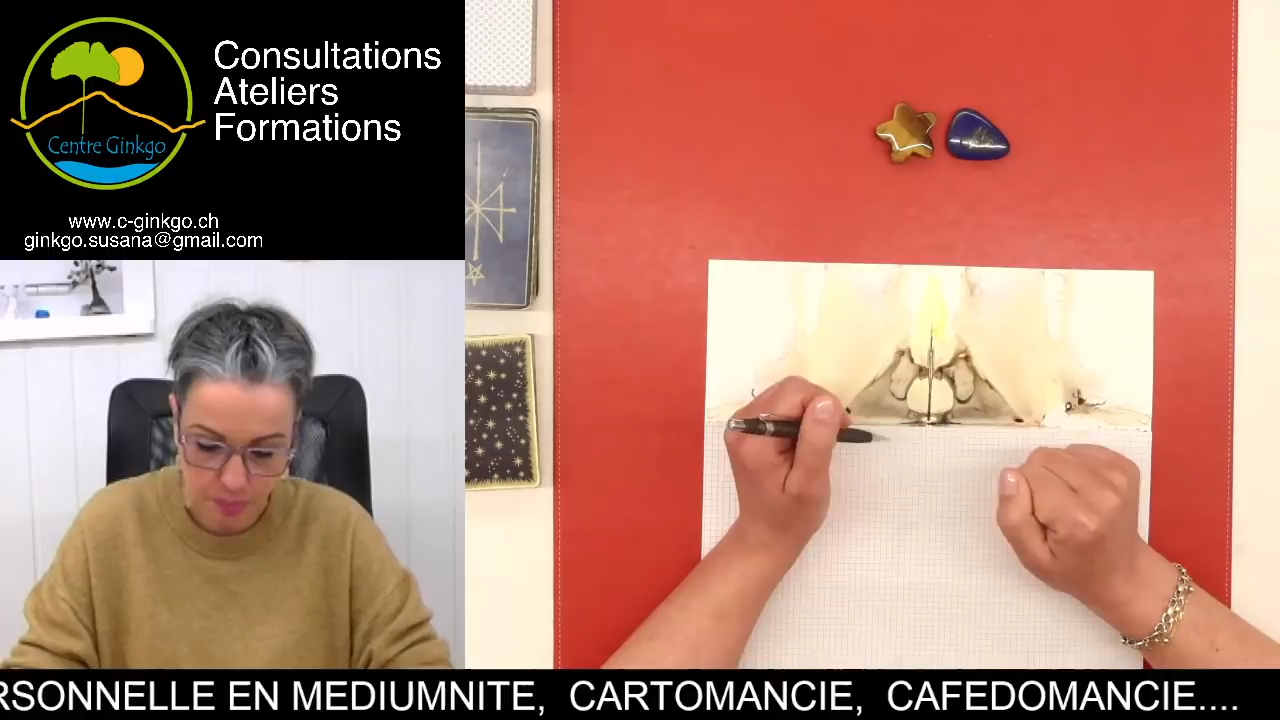 Consultations
Ateliers
Formations
Centre Ginkgo
www.c-ginkgo.ch
ginkgo.susana@gmail.com
RSONNELLE EN MEDIUMNITE, CARTOMANCIE, CAFEDOMANCIE....